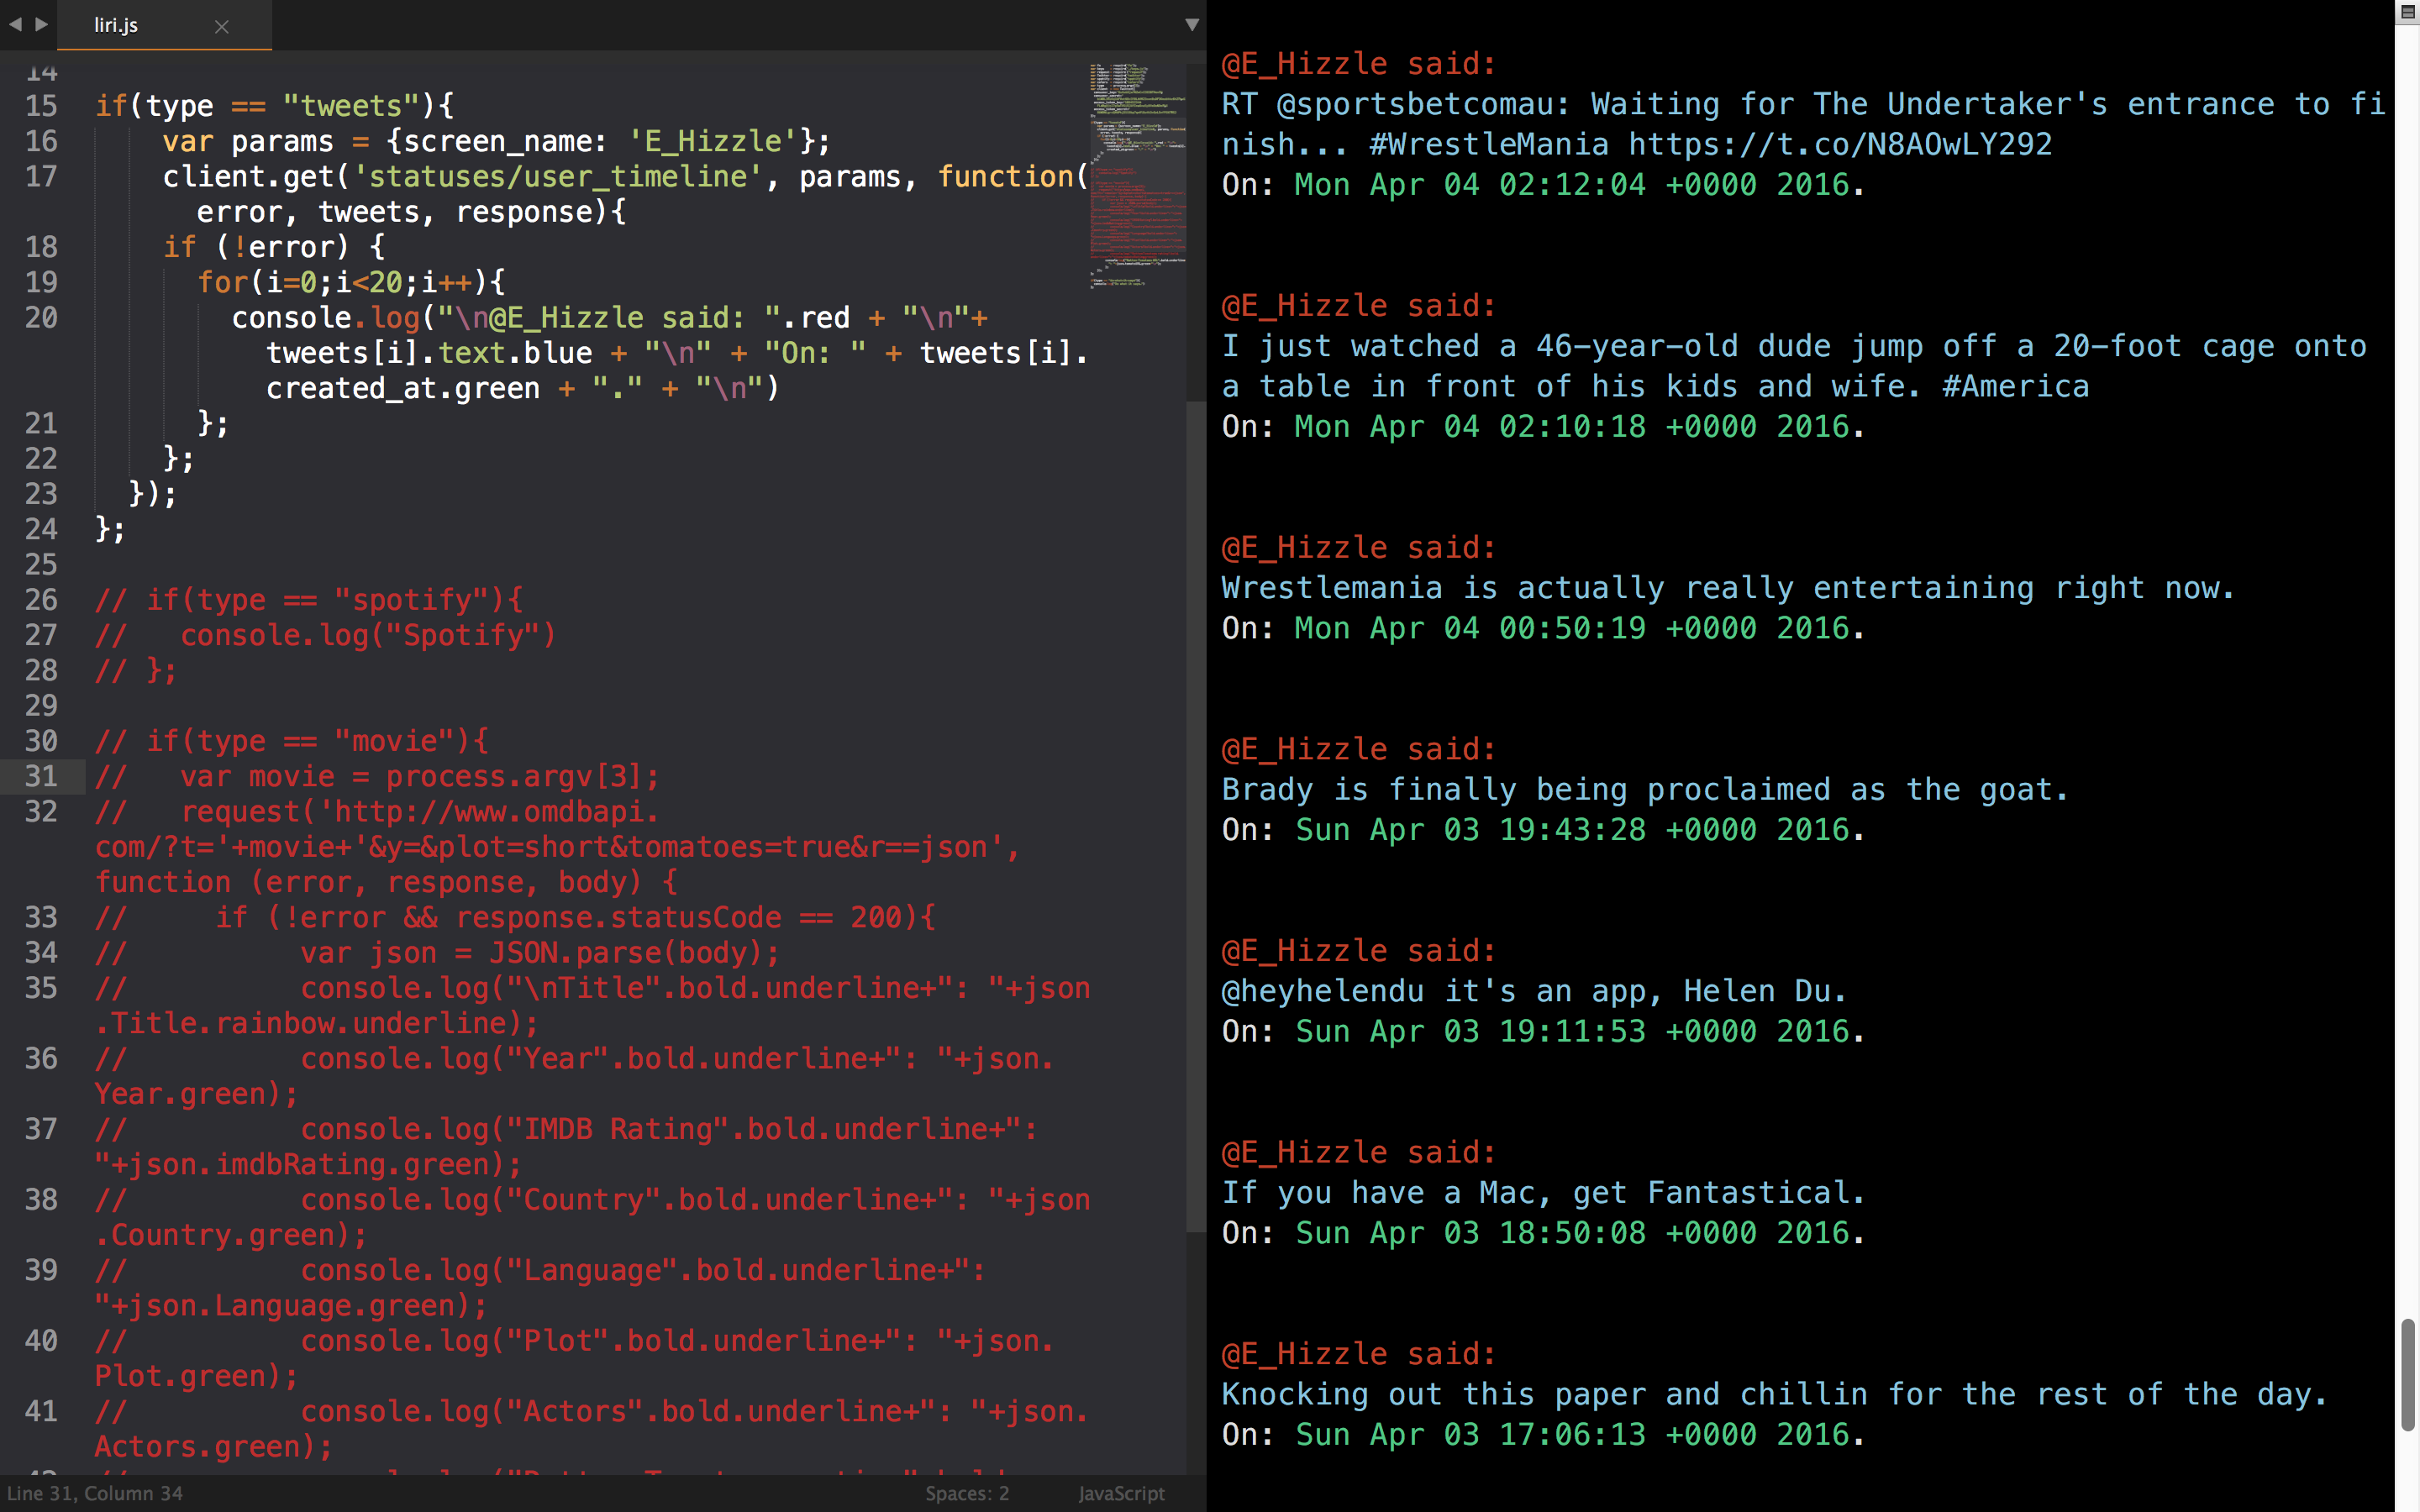 liri.js
14
15 if(type == "tweets"){
16 var params = {screen_name: 'E_Hizzle'};
17 client.get('statuses/user_timeline', params, function(
error, tweets, response){
18 if (!error) {
19 for(i=0;i<20;i++){
20 console.log("\n@E_Hizzle said: ".red + "\n"+
tweets[i].text.blue + "\n" + "On: " + tweets[i].
created_at.green + "." + "\n")
21 };
22 };
23 });
24 };
25
26 // if(type == "spotify"){
27 // console.log("Spotify")
28 // };
29
30 // if(type == "movie"){
31 // var movie = process.argv[3];
32 // request('http://www.omdbapi.
com/?t='+movie+'&y=&plot=short&tomatoes=true&r==json',
function (error, response, body) {
33 // if (!error && response.statusCode == 200){
34 // var json = JSON.parse(body);
35 // console.log("\nTitle".bold.underline+": "+json
.Title.rainbow.underline);
36 // console.log("Year".bold.underline+": "+json.
Year.green);
37 // console.log("IMDB Rating".bold.underline+":
"+json.imdbRating.green);
38 // console.log("Country".bold.underline+": "+json
.Country.green);
39 // console.log("Language".bold.underline+":
"+json.Language.green);
40 // console.log("Plot".bold.underline+": "+json.
Plot.green);
41 // console.log("Actors".bold.underline+": "+json.
Actors.green);
Line 31, Column 34
Spaces: 2
JavaScript
@E_Hizzle said:
RT @sportsbetcomau: Waiting for The Undertaker's entrance to fi
nish... #WrestleMania https://t.co/N8AOwLY292
On: Mon Apr 04 02:12:04 +0000 2016.
@E_Hizzle said:
I just watched a 46-year-old dude jump off a 20-foot cage onto
a table in front of his kids and wife. #America
On: Mon Apr 04 02:10:18 +0000 2016.
@E_Hizzle said:
Wrestlemania is actually really entertaining right now.
On: Mon Apr 04 00:50:19 +0000 2016.
@E_Hizzle said:
Brady is finally being proclaimed as the goat.
On: Sun Apr 03 19:43:28 +0000 2016.
@E_Hizzle said:
@heyhelendu it's an app, Helen Du.
On: Sun Apr 03 19:11:53 +0000 2016.
@E_Hizzle said:
If you have a Mac, get Fantastical.
On: Sun Apr 03 18:50:08 +0000 2016.
@E_Hizzle said:
Knocking out this paper and chillin for the rest of the day.
On: Sun Apr 03 17:06:13 +0000 2016.